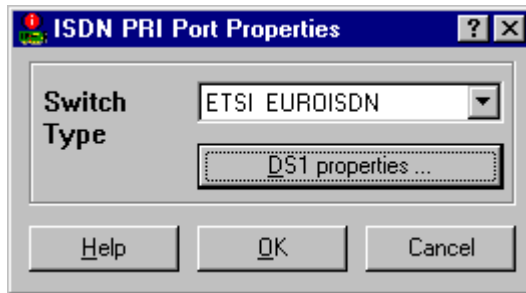 ISDN PRI Port Properties
Switch Type
ETSI EUROISDN
DS1 properties ...
Help
OK
Cancel